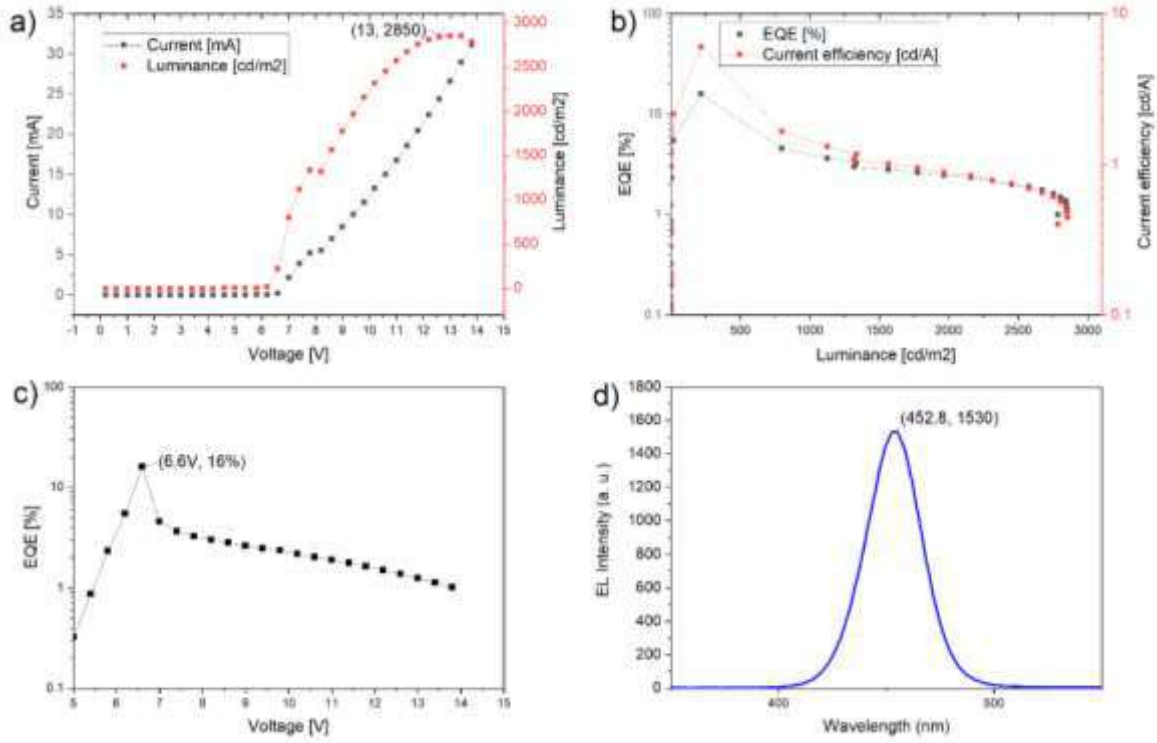 a)
(13, 2850)
Current [mA]
Luminance [cd/m2]
Current [mA]
35
30
25
20
15
10
5
0
3000
2500
2000
1500
1000
500
0
Luminance [cd/m2]
-1 0 1 2 3 4 5 6 7 8 9 10 11 12 13 14 15
Voltage [V]
b)
EQE [%]
Current efficiency [cd/A]
EQE [%]
100
10
1
0.1
10
1
0.1
Current efficiency [cd/A]
500 1000 1500 2000 2500 3000
Luminance [cd/m2]
c)
(6.6V, 16%)
EQE [%]
100
10
1
0.1
5 6 7 8 9 10 11 12 13 14 15
Voltage [V]
d)
(452.8, 1530)
EL Intensity (a. u.)
1800
1600
1400
1200
1000
800
600
400
200
0
400 500
Wavelength (nm)